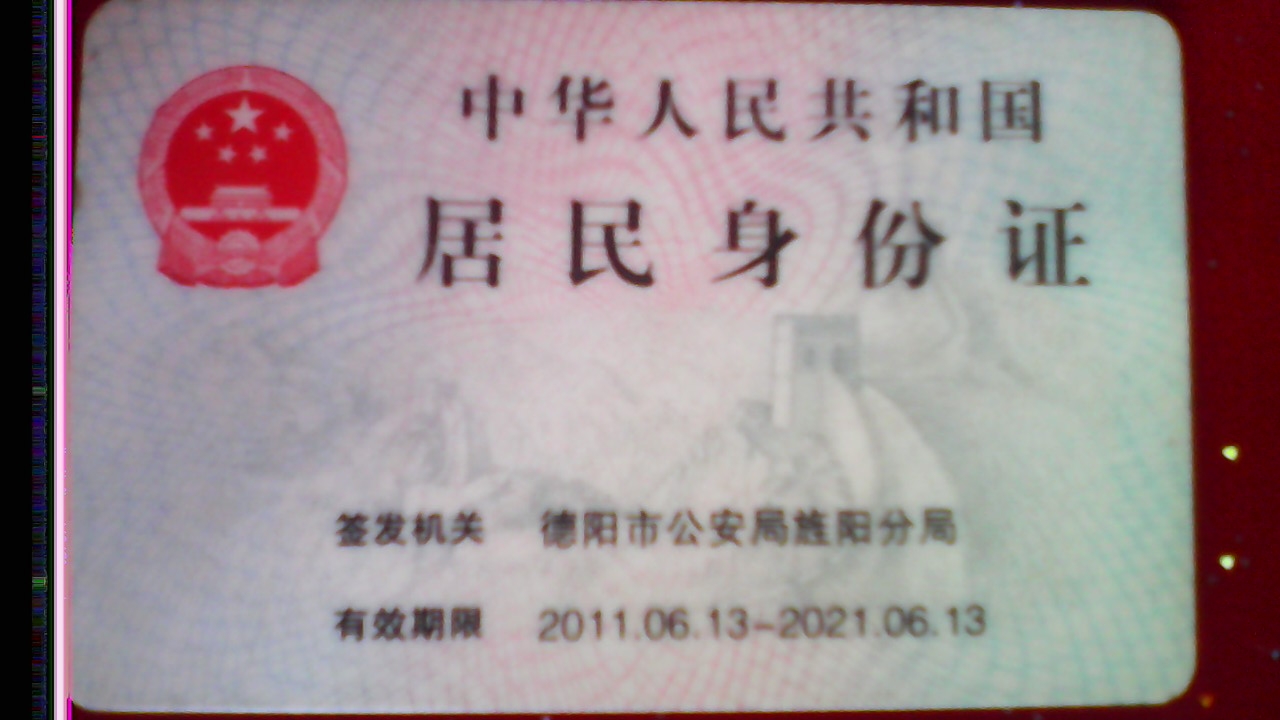 中华人民共和国
居民身份证
签发机关 德阳市公安局旌阳分局
有效期限 2011.06.13-2021.06.13